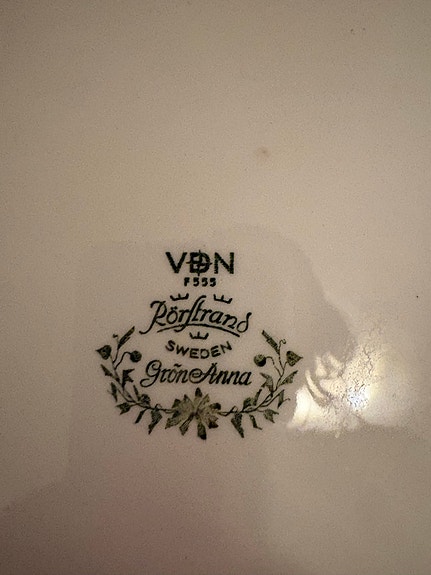 VDN
F555
Rörstrand
SWEDEN
Grön Anna